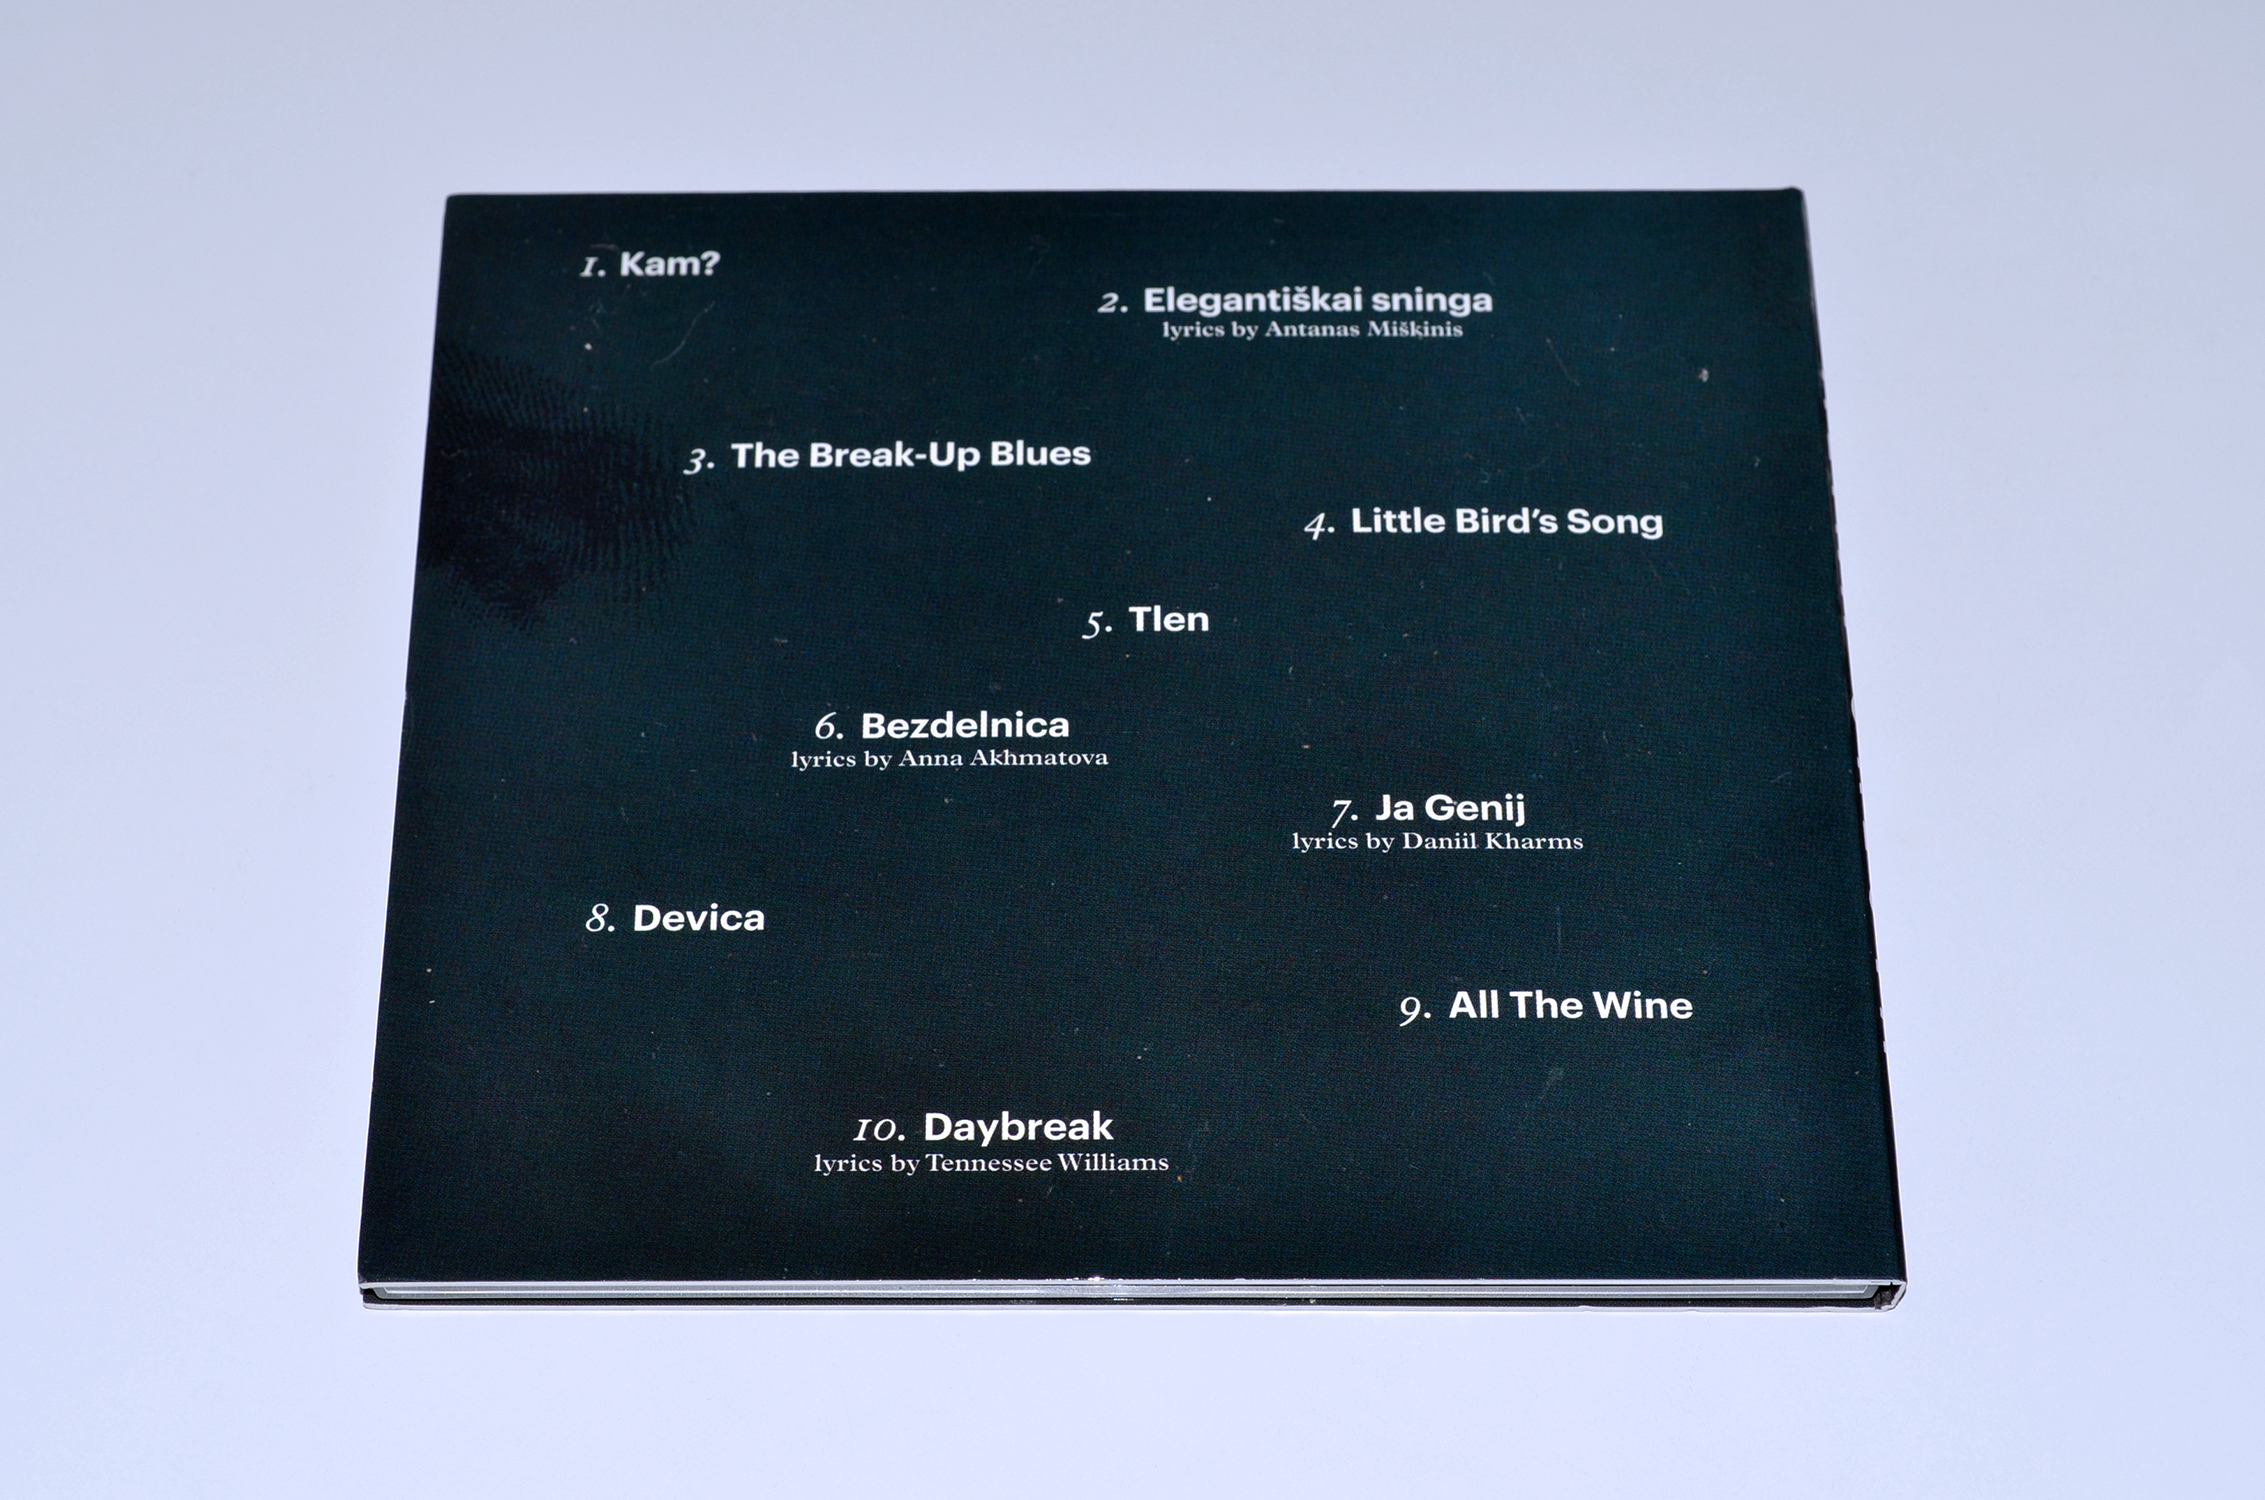 1. Kam?
2. Elegantiškai sninga
lyrics by Antanas Miškinis
3. The Break-Up Blues
4. Little Bird’s Song
5. Tlen
6. Bezdelnica
lyrics by Anna Akhmatova
7. Ja Genij
lyrics by Daniil Kharms
8. Devica
9. All The Wine
10. Daybreak
lyrics by Tennessee Williams